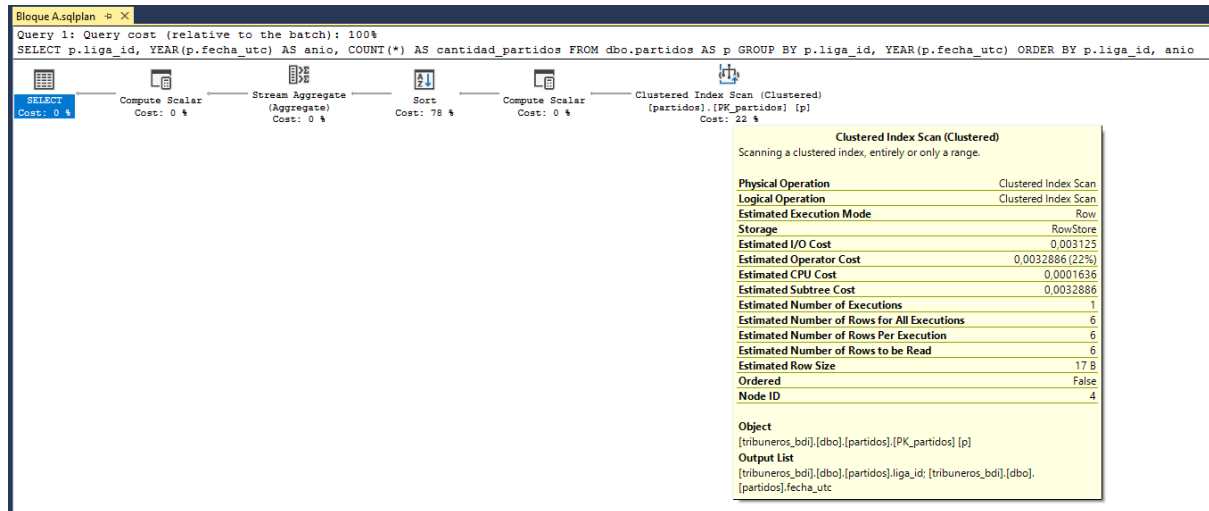 Bloque A.sqlplan
Query 1: Query cost (relative to the batch): 100%
SELECT p.liga_id, YEAR(p.fecha_utc) AS anio, COUNT(*) AS cantidad_partidos FROM dbo.partidos AS p GROUP BY p.liga_id, YEAR(p.fecha_utc) ORDER BY p.liga_id, anio
SELECT
Cost: 0 %
Compute Scalar
Cost: 0 %
Stream Aggregate
(Aggregate)
Cost: 0 %
Sort
Cost: 78 %
Compute Scalar
Cost: 0 %
Clustered Index Scan (Clustered)
[partidos].[PK_partidos] [p]
Cost: 22 %
Clustered Index Scan (Clustered)
Scanning a clustered index, entirely or only a range.
Physical Operation Clustered Index Scan
Logical Operation Clustered Index Scan
Estimated Execution Mode Row
Storage RowStore
Estimated I/O Cost 0,003125
Estimated Operator Cost 0,0032886 (22%)
Estimated CPU Cost 0,0001636
Estimated Subtree Cost 0,0032886
Estimated Number of Executions 1
Estimated Number of Rows for All Executions 6
Estimated Number of Rows Per Execution 6
Estimated Number of Rows to be Read 6
Estimated Row Size 17 B
Ordered False
Node ID 4
Object
[tribuneros_bdi].[dbo].[partidos].[PK_partidos] [p]
Output List
[tribuneros_bdi].[dbo].[partidos].liga_id; [tribuneros_bdi].[dbo].
[partidos].fecha_utc